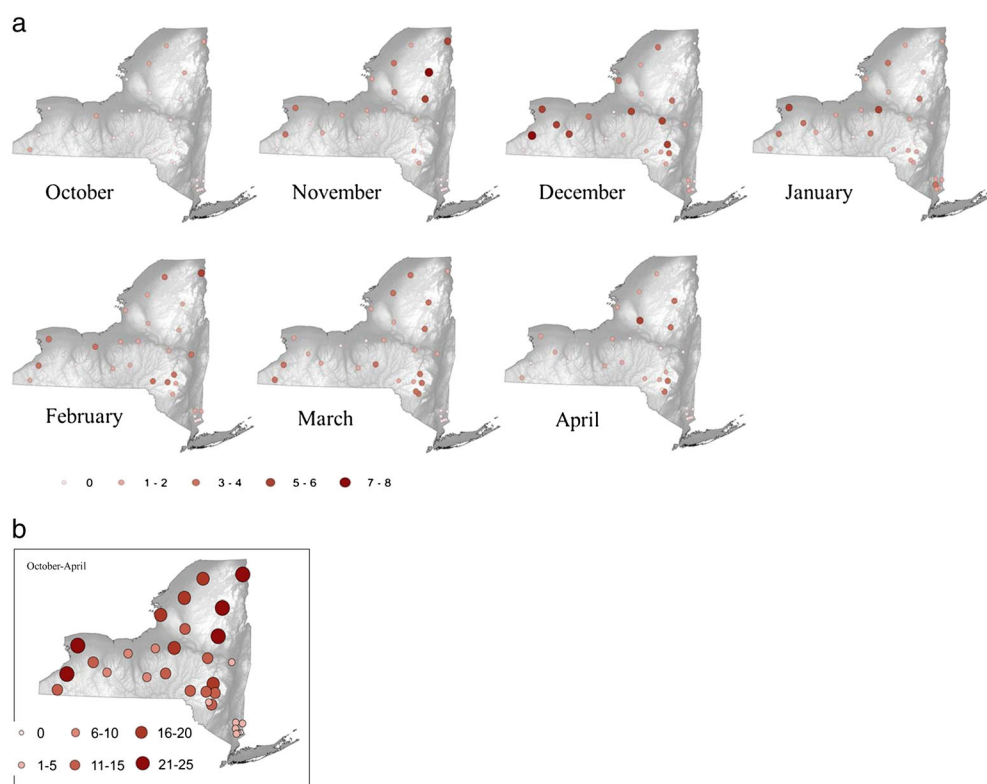 a
October
November
December
January
February
March
April
0 1 - 2 3 - 4 5 - 6 7 - 8
b
October-April
0 6-10 16-20
1-5 11-15 21-25